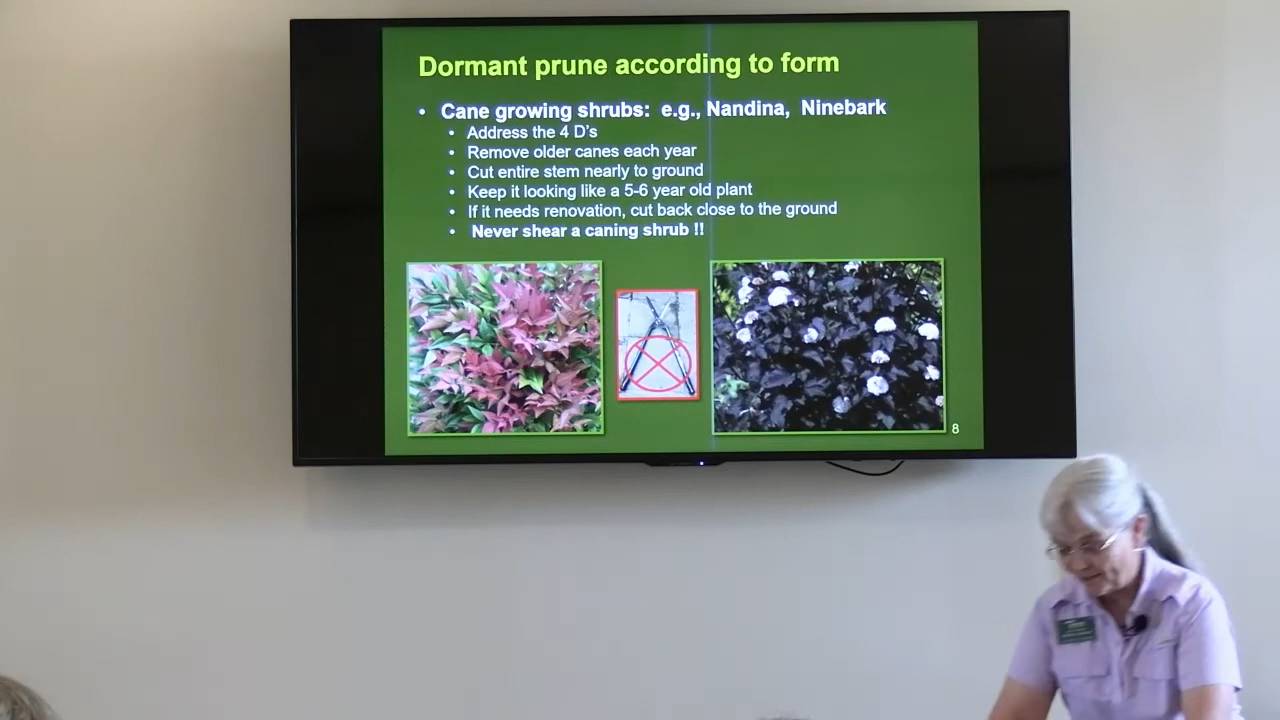 Dormant prune according to form
• Cane growing shrubs: e.g., Nandina, Ninebark
• Address the 4 D's
• Remove older canes each year
• Cut entire stem nearly to ground
• Keep it looking like a 5-6 year old plant
• If it needs renovation, cut back close to the ground
• Never shear a caning shrub !!
8